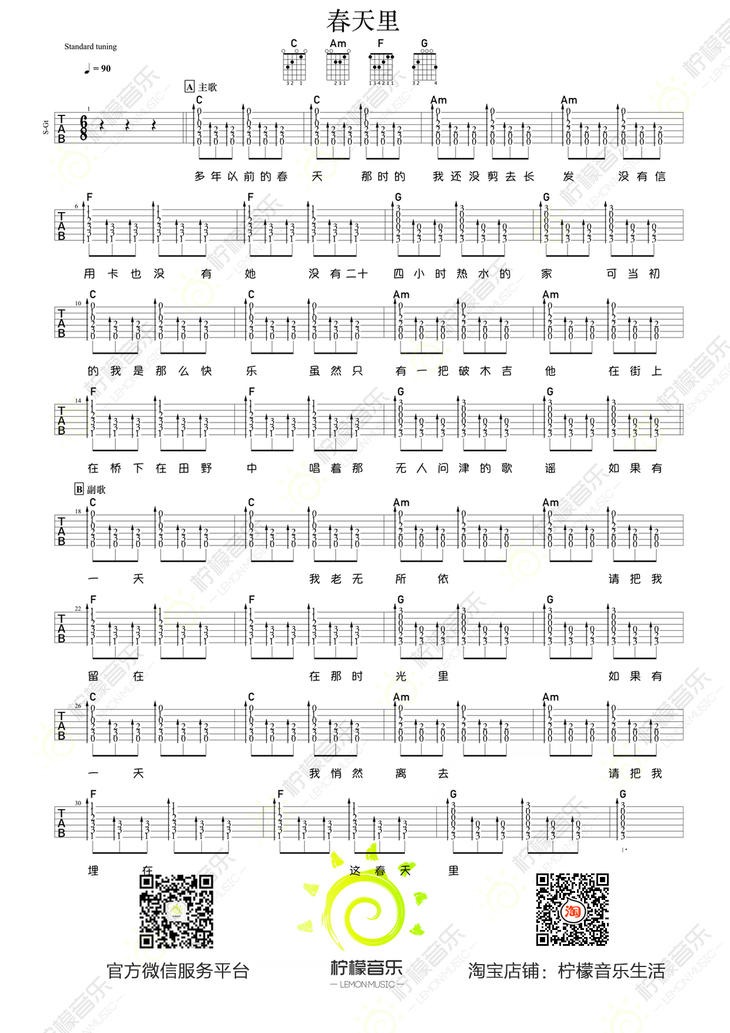 春天里
Standard tuning
C Am F G
♩ = 90
A 主歌
C C Am Am
多年以前的春天 那时的我还没剪去长发 没有信
6 F F G G
用卡也没有她 没有二十四小时热水的家 可当初
10 C C Am Am
的我是那么快乐 虽然只有一把破木吉他 在街上
14 F F G G
在桥下在田野中 唱着那无人问津的歌谣 如果有
B 副歌
18 C C Am Am
一天 我老无所依 请把我
22 F F G G
留在 在那时光里 如果有
26 C C Am Am
一天 我悄然离去 请把我
30 F F G G
埋在 这春天里
官方微信服务平台
柠檬音乐
LEMON MUSIC
淘宝店铺：柠檬音乐生活